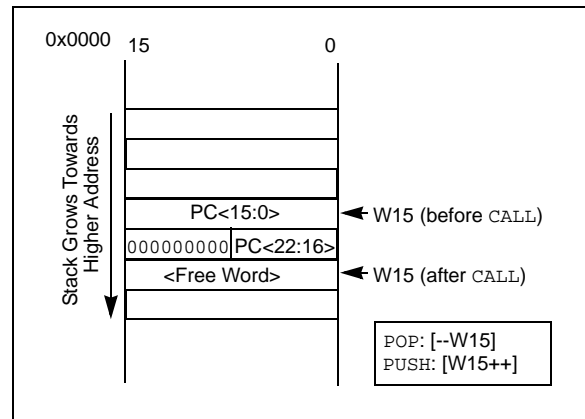 0x0000
15 0
Stack Grows Towards
Higher Address
PC<15:0>
W15 (before CALL)
000000000 PC<22:16>
<Free Word>
W15 (after CALL)
POP: [--W15]
PUSH: [W15++]